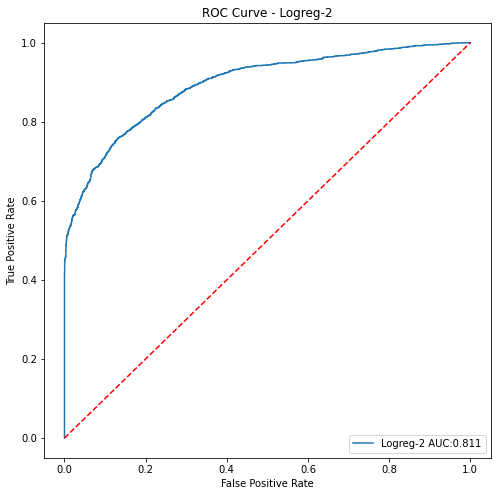 ROC Curve - Logreg-2
True Positive Rate
1.0
0.8
0.6
0.4
0.2
0.0
0.0 0.2 0.4 0.6 0.8 1.0
False Positive Rate
Logreg-2 AUC:0.811